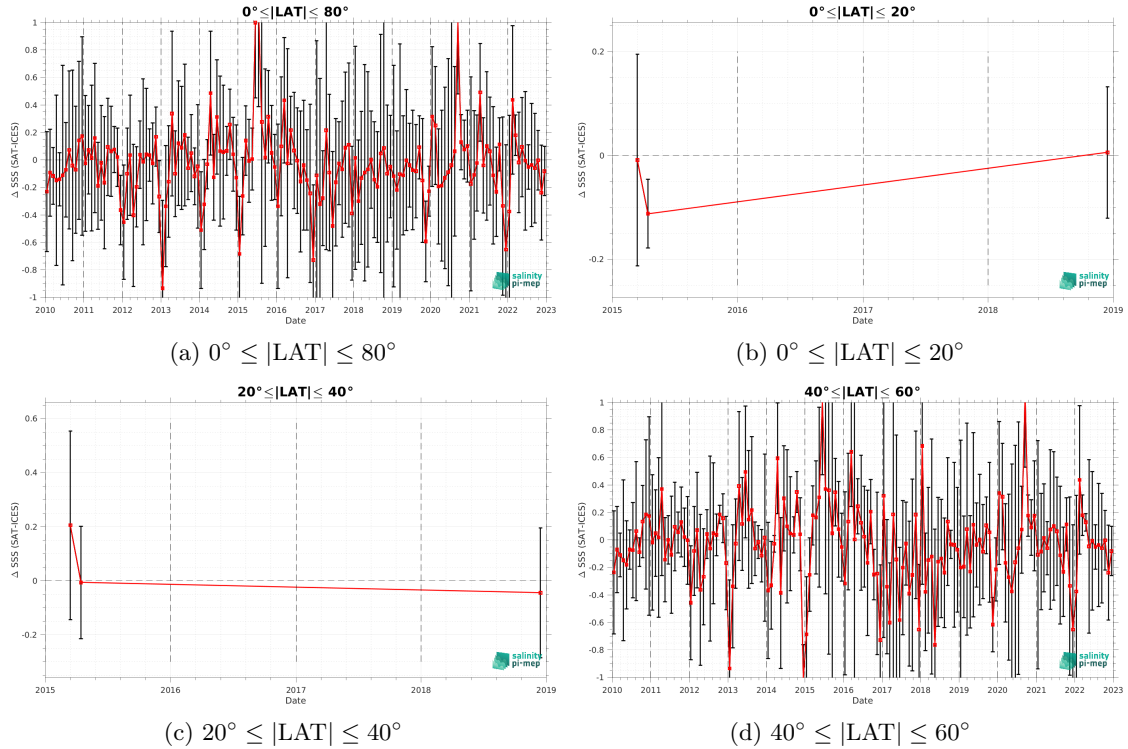 0°≤|LAT|≤ 80°
Δ SSS (SAT-ICES)
1
0.8
0.6
0.4
0.2
0
-0.2
-0.4
-0.6
-0.8
-1
2010 2011 2012 2013 2014 2015 2016 2017 2018 2019 2020 2021 2022 2023
Date
salinity
pi-mep
(a) 0° ≤ |LAT| ≤ 80°
0°≤|LAT|≤ 20°
Δ SSS (SAT-ICES)
0.2
0
-0.2
2015 2016 2017 2018 2019
Date
salinity
pi-mep
(b) 0° ≤ |LAT| ≤ 20°
20°≤|LAT|≤ 40°
Δ SSS (SAT-ICES)
0.6
0.4
0.2
0
-0.2
2015 2016 2017 2018 2019
Date
salinity
pi-mep
(c) 20° ≤ |LAT| ≤ 40°
40°≤|LAT|≤ 60°
Δ SSS (SAT-ICES)
1
0.8
0.6
0.4
0.2
0
-0.2
-0.4
-0.6
-0.8
-1
2010 2011 2012 2013 2014 2015 2016 2017 2018 2019 2020 2021 2022 2023
Date
salinity
pi-mep
(d) 40° ≤ |LAT| ≤ 60°